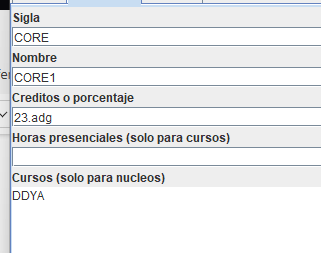 Sigla
CORE
Nombre
CORE1
Creditos o porcentaje
23.adg
Horas presenciales (solo para cursos)
Cursos (solo para nucleos)
DDYA